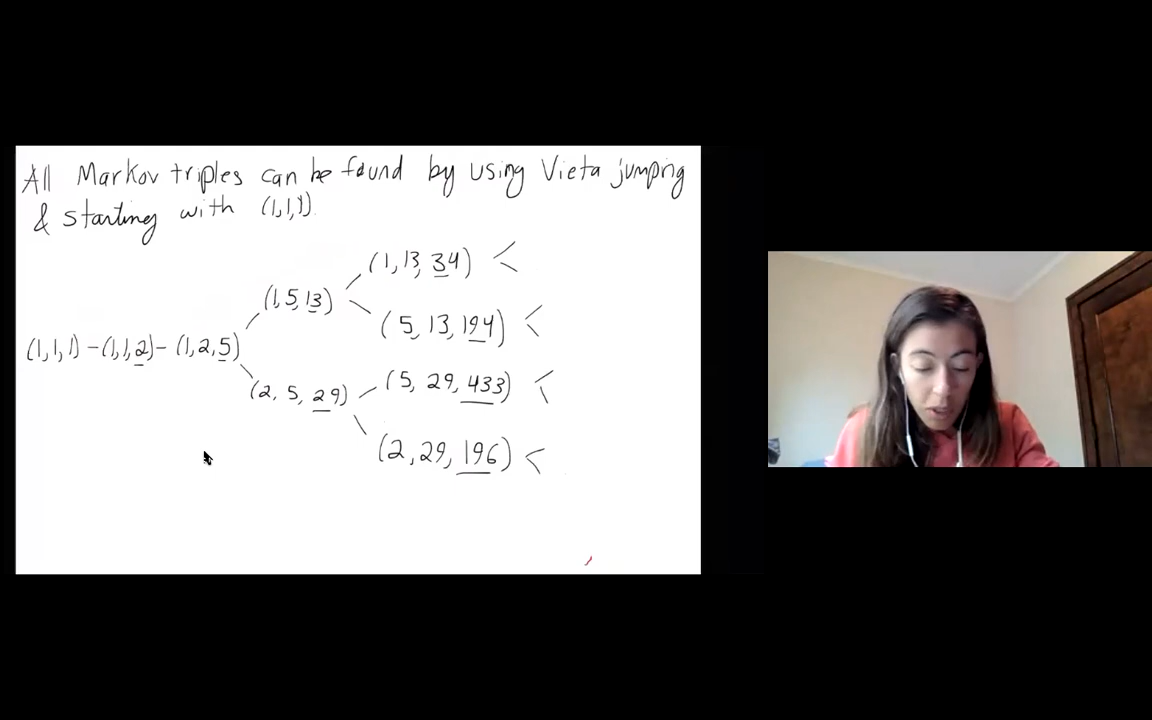 All Markov triples can be found by using Vieta jumping
& starting with (1,1,1).
(1,13,34)
(1,5,13)
(5,13,194)
(1,1,1) - (1,1,2) - (1,2,5)
(5,29,433)
(2,5,29)
(2,29,196)